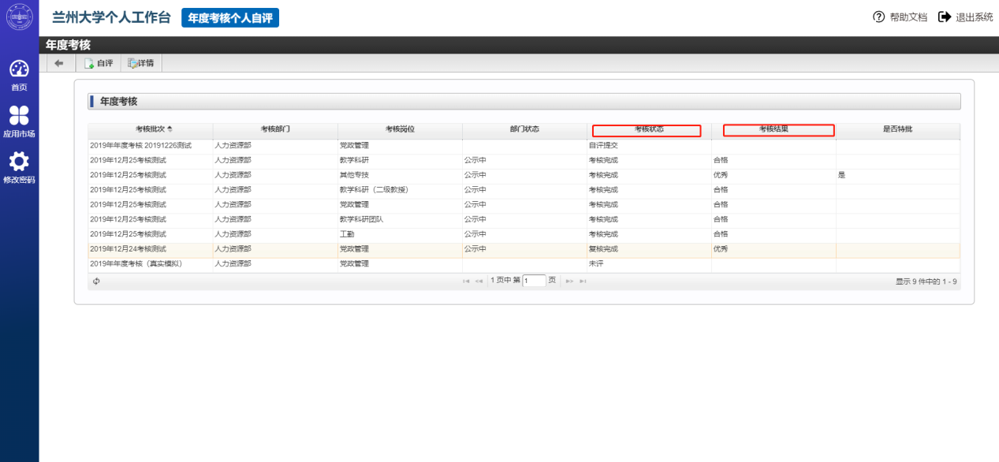 兰州大学个人工作台 年度考核个人自评 帮助文档 退出系统
年度考核
自评 详情
首页
应用市场
修改密码
年度考核
考核批次 考核部门 考核岗位 部门状态 考核状态 考核结果 是否特批
2019年年度考核 20191226测试 人力资源部 党政管理 自评提交
2019年12月25考核测试 人力资源部 教学科研 公示中 考核完成 合格
2019年12月25考核测试 人力资源部 其他专技 公示中 考核完成 优秀 是
2019年12月25考核测试 人力资源部 教学科研（二级教授） 公示中 考核完成 合格
2019年12月25考核测试 人力资源部 党政管理 公示中 考核完成 合格
2019年12月25考核测试 人力资源部 教学科研团队 公示中 考核完成 合格
2019年12月25考核测试 人力资源部 工勤 公示中 考核完成 合格
2019年12月24考核测试 人力资源部 党政管理 公示中 复核完成 优秀
2019年年度考核（真实模拟） 人力资源部 党政管理 未评
1 页中 第 1 页 显示 9 件中的 1 - 9